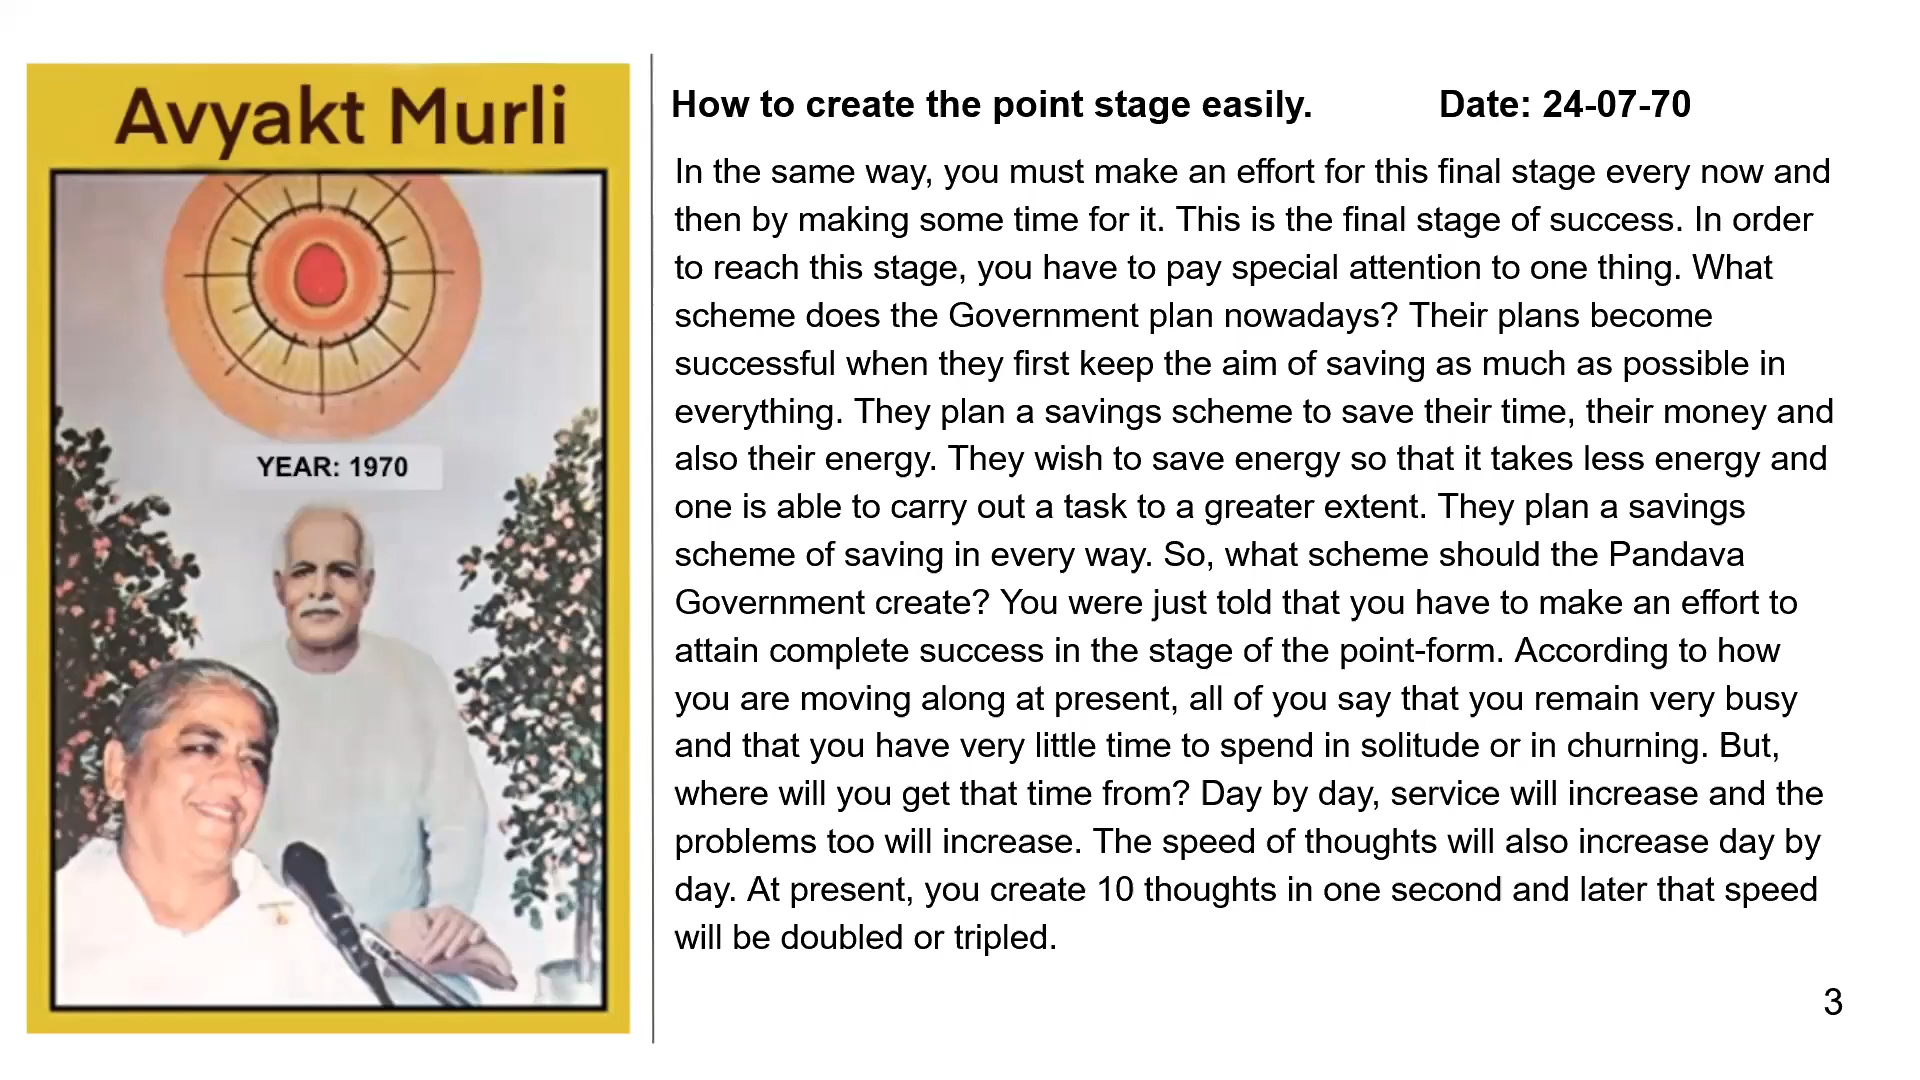 Avyakt Murli
YEAR: 1970
How to create the point stage easily. Date: 24-07-70
In the same way, you must make an effort for this final stage every now and
then by making some time for it. This is the final stage of success. In order
to reach this stage, you have to pay special attention to one thing. What
scheme does the Government plan nowadays? Their plans become
successful when they first keep the aim of saving as much as possible in
everything. They plan a savings scheme to save their time, their money and
also their energy. They wish to save energy so that it takes less energy and
one is able to carry out a task to a greater extent. They plan a savings
scheme of saving in every way. So, what scheme should the Pandava
Government create? You were just told that you have to make an effort to
attain complete success in the stage of the point-form. According to how
you are moving along at present, all of you say that you remain very busy
and that you have very little time to spend in solitude or in churning. But,
where will you get that time from? Day by day, service will increase and the
problems too will increase. The speed of thoughts will also increase day by
day. At present, you create 10 thoughts in one second and later that speed
will be doubled or tripled.
3